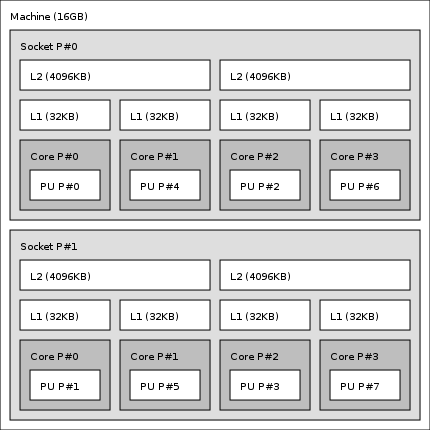 Machine (16GB)
Socket P#0
L2 (4096KB) L2 (4096KB)
L1 (32KB) L1 (32KB) L1 (32KB) L1 (32KB)
Core P#0 Core P#1 Core P#2 Core P#3
PU P#0 PU P#4 PU P#2 PU P#6
Socket P#1
L2 (4096KB) L2 (4096KB)
L1 (32KB) L1 (32KB) L1 (32KB) L1 (32KB)
Core P#0 Core P#1 Core P#2 Core P#3
PU P#1 PU P#5 PU P#3 PU P#7